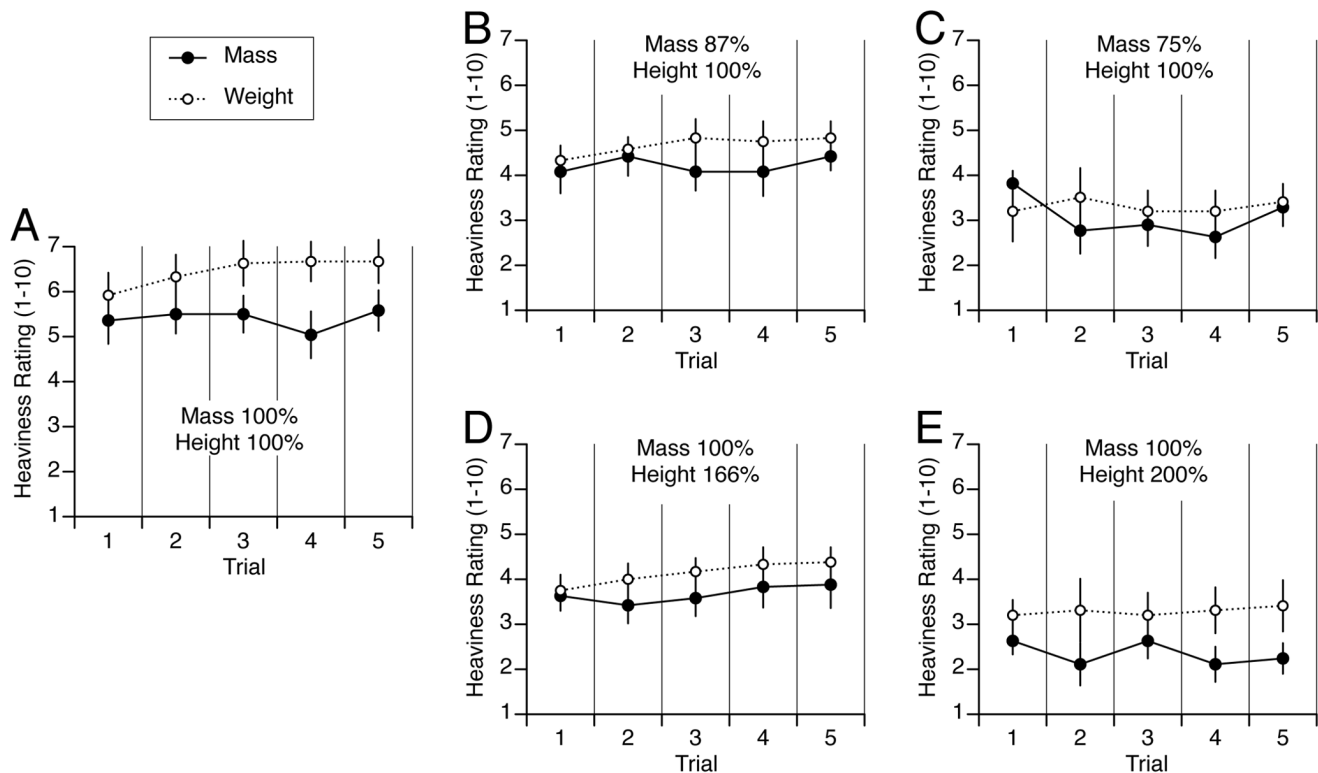 Mass
Weight
A
Heaviness Rating (1-10)
7
6
5
4
3
2
1
Mass 100%
Height 100%
1 2 3 4 5
Trial
B
Heaviness Rating (1-10)
7
6
5
4
3
2
1
Mass 87%
Height 100%
1 2 3 4 5
Trial
C
Heaviness Rating (1-10)
7
6
5
4
3
2
1
Mass 75%
Height 100%
1 2 3 4 5
Trial
D
Heaviness Rating (1-10)
7
6
5
4
3
2
1
Mass 100%
Height 166%
1 2 3 4 5
Trial
E
Heaviness Rating (1-10)
7
6
5
4
3
2
1
Mass 100%
Height 200%
1 2 3 4 5
Trial